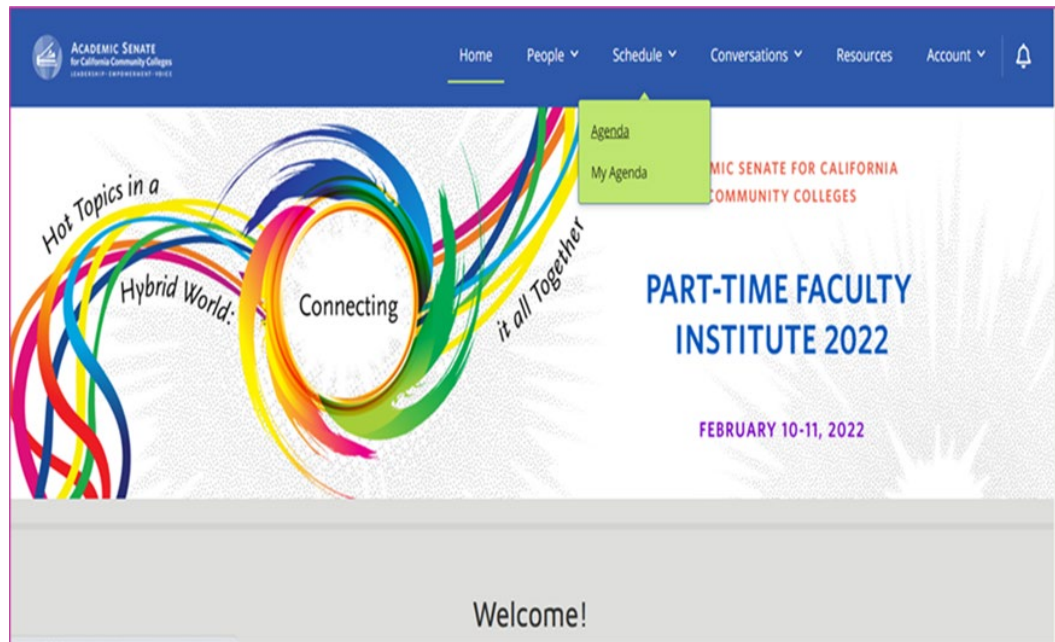 ACADEMIC SENATE
for California Community Colleges
LEADERSHIP · EMPOWERMENT · VOICE
Home People Schedule Conversations Resources Account
Agenda
My Agenda
Hot Topics in a
Hybrid World:
Connecting
it all Together
MIC SENATE FOR CALIFORNIA
COMMUNITY COLLEGES
PART-TIME FACULTY
INSTITUTE 2022
FEBRUARY 10-11, 2022
Welcome!